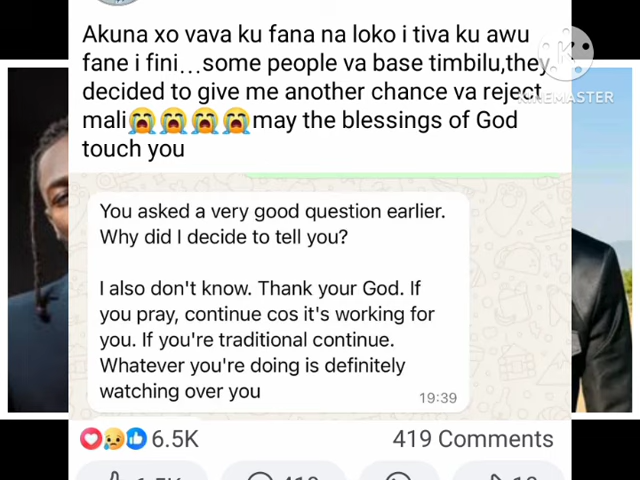 Akuna xo vava ku fana na loko i tiva ku awu
fane i fini...some people va base timbilu,they
decided to give me another chance va reject
mali😭😭😭😭may the blessings of God
touch you
KINEMASTER
You asked a very good question earlier.
Why did I decide to tell you?
I also don't know. Thank your God. If
you pray, continue cos it's working for
you. If you're traditional continue.
Whatever you're doing is definitely
watching over you
19:39
6.5K
419 Comments